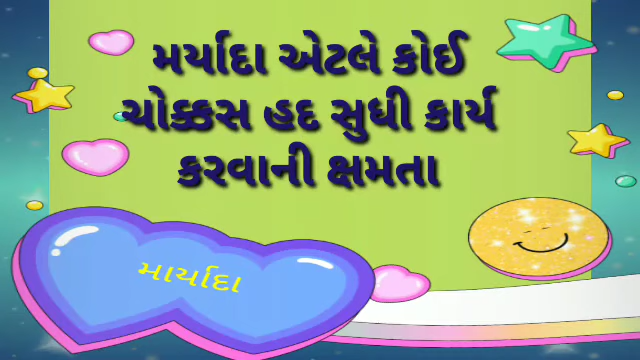 મર્યાદા એટલે કોઈ
ચોક્કસ હદ સુધી કાર્ય
કરવાની ક્ષમતા
માર્યાદા